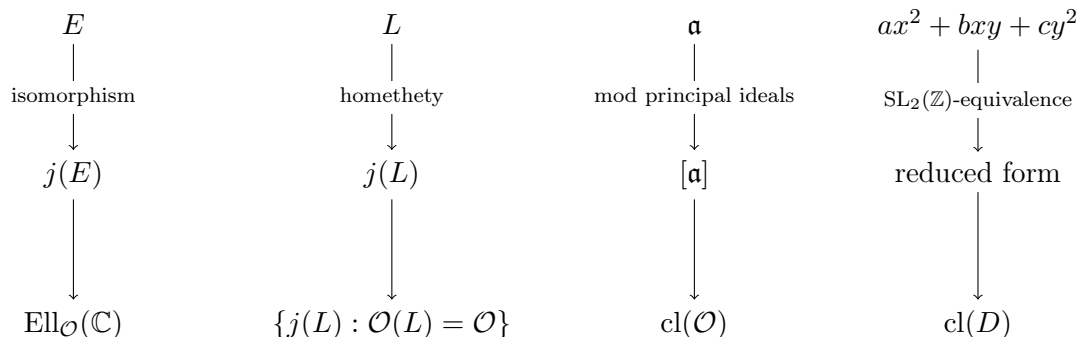 E L 𝔞 ax² + bxy + cy²
isomorphism homethety mod principal ideals SL₂(ℤ)-equivalence
j(E) j(L) [𝔞] reduced form
Ell_𝒪(ℂ) {j(L) : 𝒪(L) = 𝒪} cl(𝒪) cl(D)